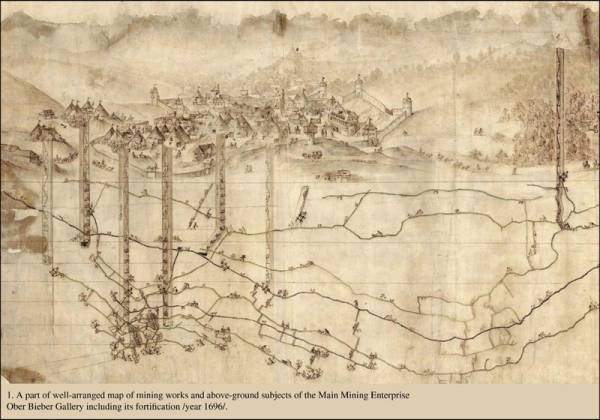 1. A part of well-arranged map of mining works and above-ground subjects of the Main Mining Enterprise
Ober Bieber Gallery including its fortification /year 1696/.